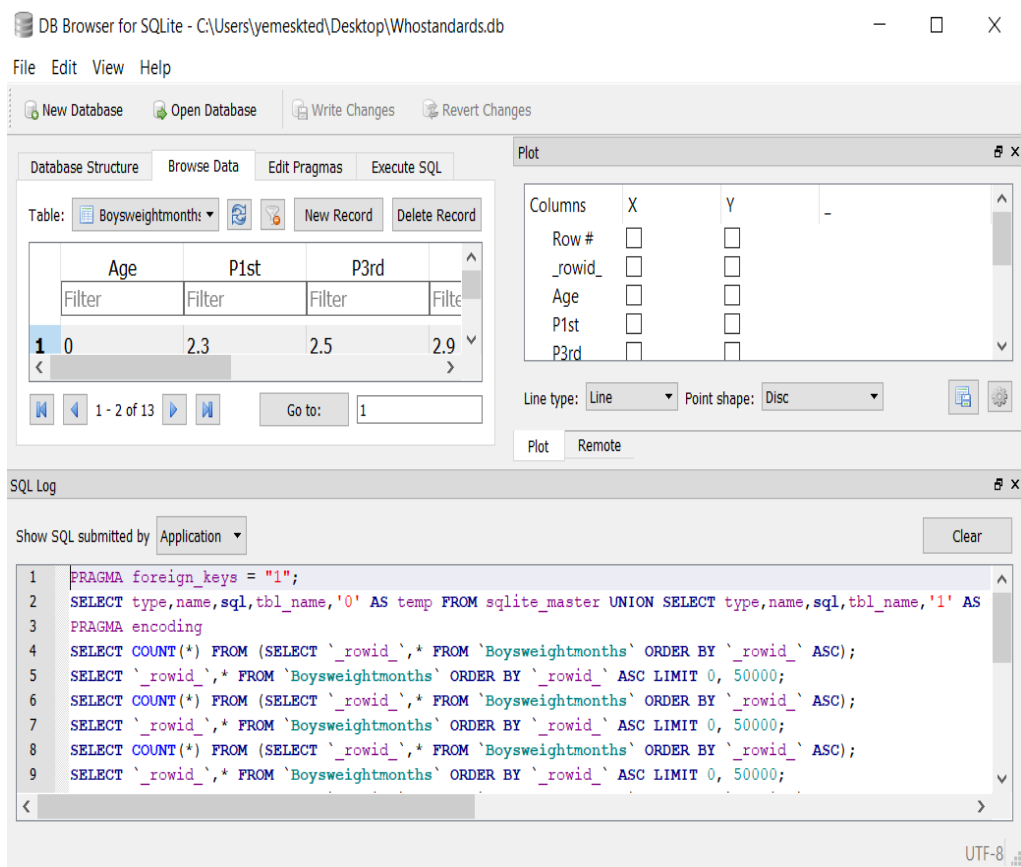 DB Browser for SQLite - C:\Users\yemeskted\Desktop\Whostandards.db
File Edit View Help
New Database Open Database Write Changes Revert Changes
Database Structure Browse Data Edit Pragmas Execute SQL
Table: Boysweightmonths New Record Delete Record
Age P1st P3rd
Filter Filter Filter Filte
1 0 2.3 2.5 2.9
1 - 2 of 13 Go to: 1
Plot
Columns X Y _
Row #
_rowid_
Age
P1st
P3rd
Line type: Line Point shape: Disc
Plot Remote
SQL Log
Show SQL submitted by Application Clear
1 PRAGMA foreign_keys = "1";
2 SELECT type,name,sql,tbl_name,'0' AS temp FROM sqlite_master UNION SELECT type,name,sql,tbl_name,'1' AS
3 PRAGMA encoding
4 SELECT COUNT(*) FROM (SELECT `_rowid_`,* FROM `Boysweightmonths` ORDER BY `_rowid_` ASC);
5 SELECT `_rowid_`,* FROM `Boysweightmonths` ORDER BY `_rowid_` ASC LIMIT 0, 50000;
6 SELECT COUNT(*) FROM (SELECT `_rowid_`,* FROM `Boysweightmonths` ORDER BY `_rowid_` ASC);
7 SELECT `_rowid_`,* FROM `Boysweightmonths` ORDER BY `_rowid_` ASC LIMIT 0, 50000;
8 SELECT COUNT(*) FROM (SELECT `_rowid_`,* FROM `Boysweightmonths` ORDER BY `_rowid_` ASC);
9 SELECT `_rowid_`,* FROM `Boysweightmonths` ORDER BY `_rowid_` ASC LIMIT 0, 50000;
UTF-8